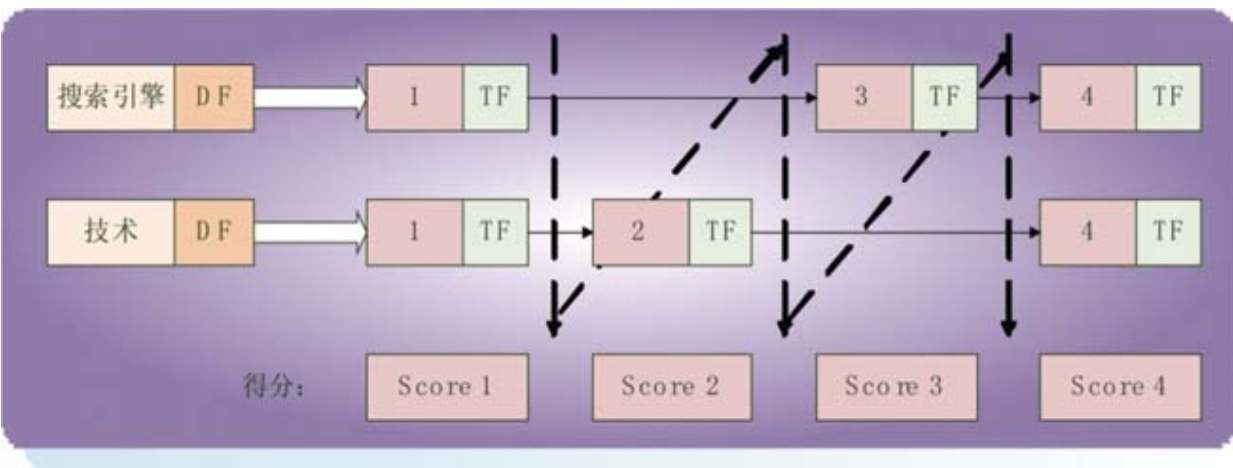 搜索引擎 DF 1 TF 3 TF 4 TF
技术 DF 1 TF 2 TF 4 TF
得分: Score 1 Score 2 Score 3 Score 4